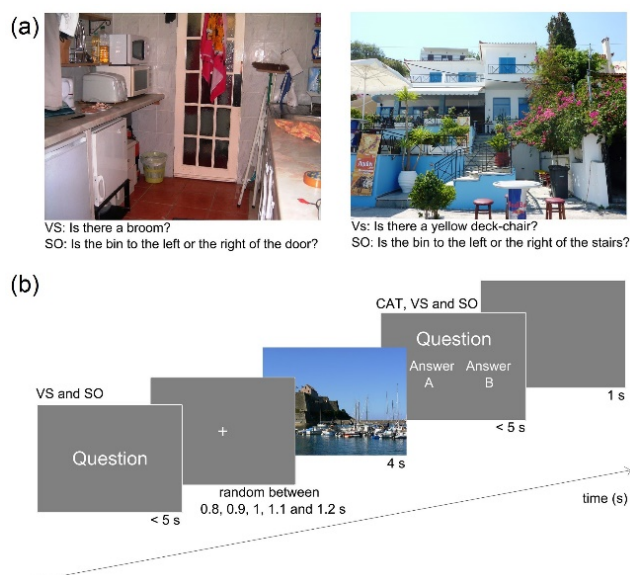 (a)
VS: Is there a broom?
SO: Is the bin to the left or the right of the door?
Vs: Is there a yellow deck-chair?
SO: Is the bin to the left or the right of the stairs?
(b)
VS and SO
Question
< 5 s
+
random between
0.8, 0.9, 1, 1.1 and 1.2 s
4 s
CAT, VS and SO
Question
Answer Answer
A B
< 5 s
1 s
time (s)